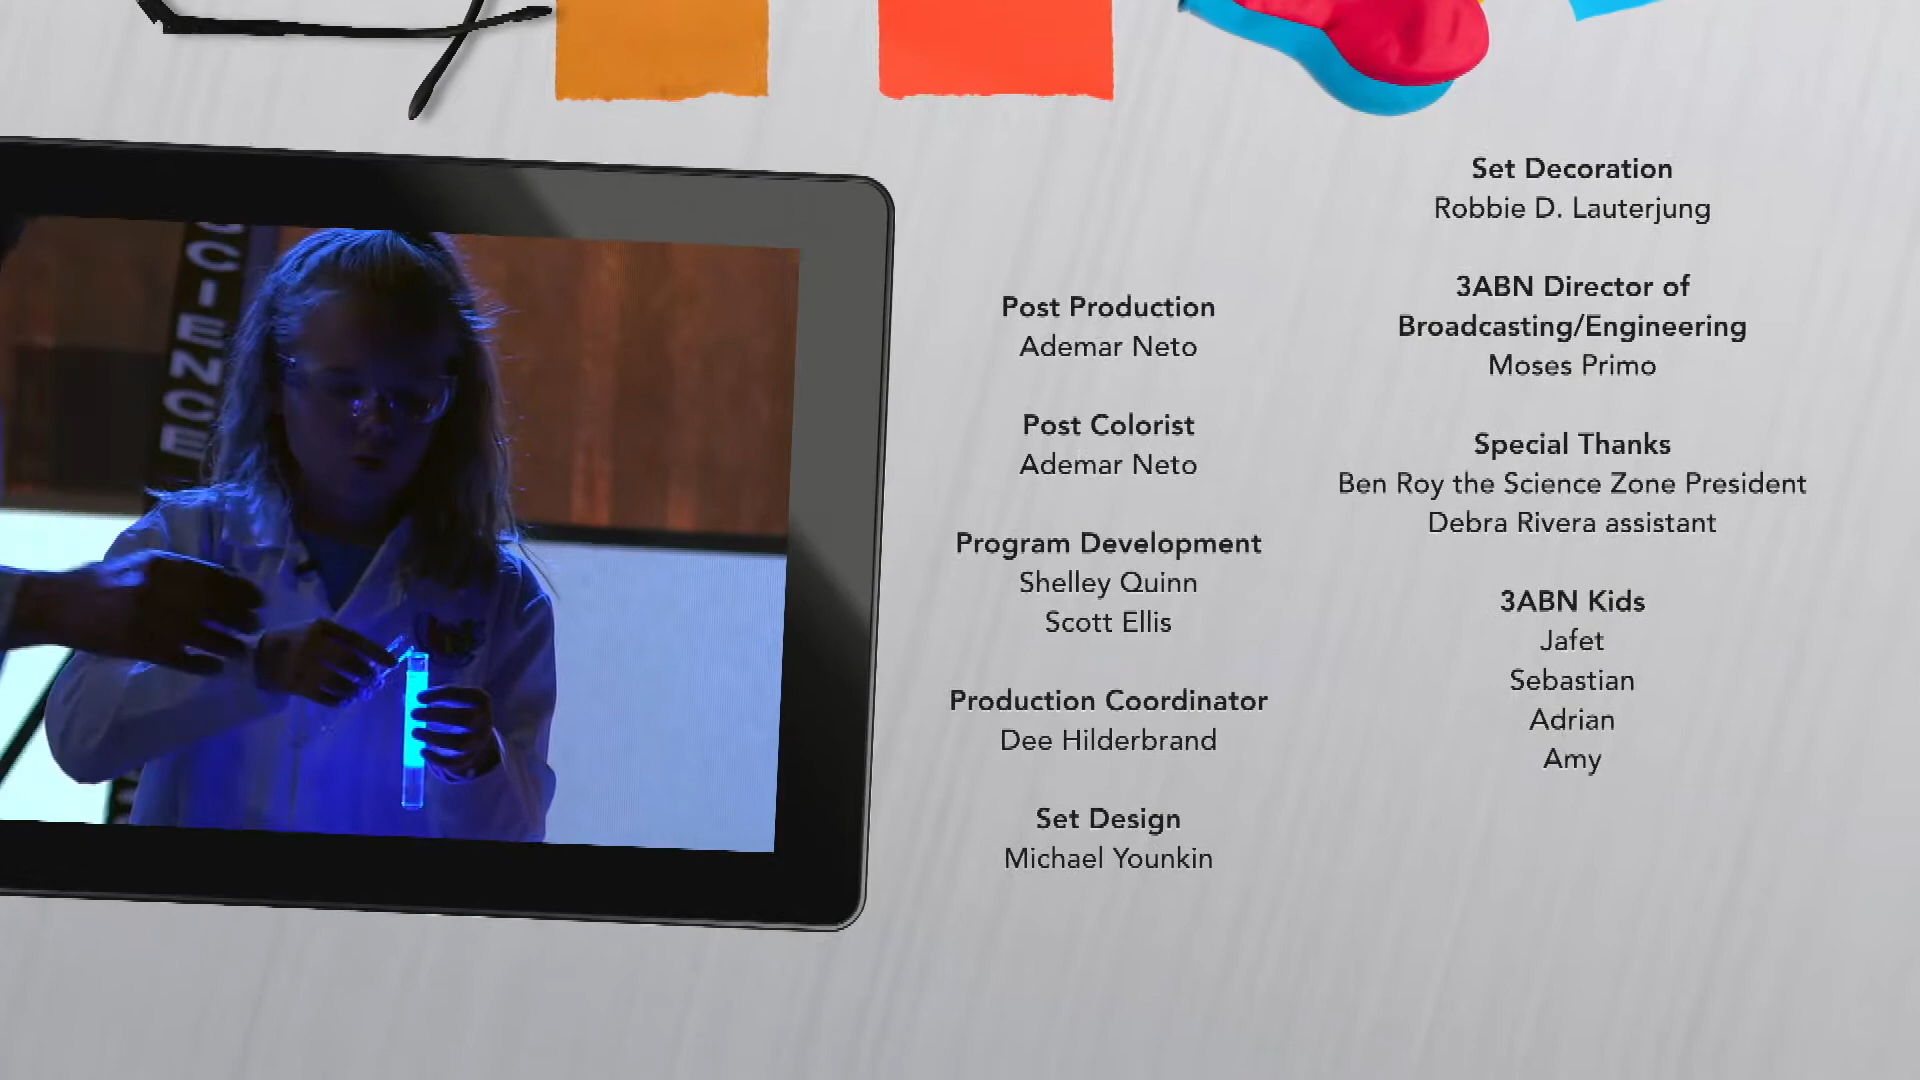 SCIENCE
Post Production
Ademar Neto
Post Colorist
Ademar Neto
Program Development
Shelley Quinn
Scott Ellis
Production Coordinator
Dee Hilderbrand
Set Design
Michael Younkin
Set Decoration
Robbie D. Lauterjung
3ABN Director of
Broadcasting/Engineering
Moses Primo
Special Thanks
Ben Roy the Science Zone President
Debra Rivera assistant
3ABN Kids
Jafet
Sebastian
Adrian
Amy